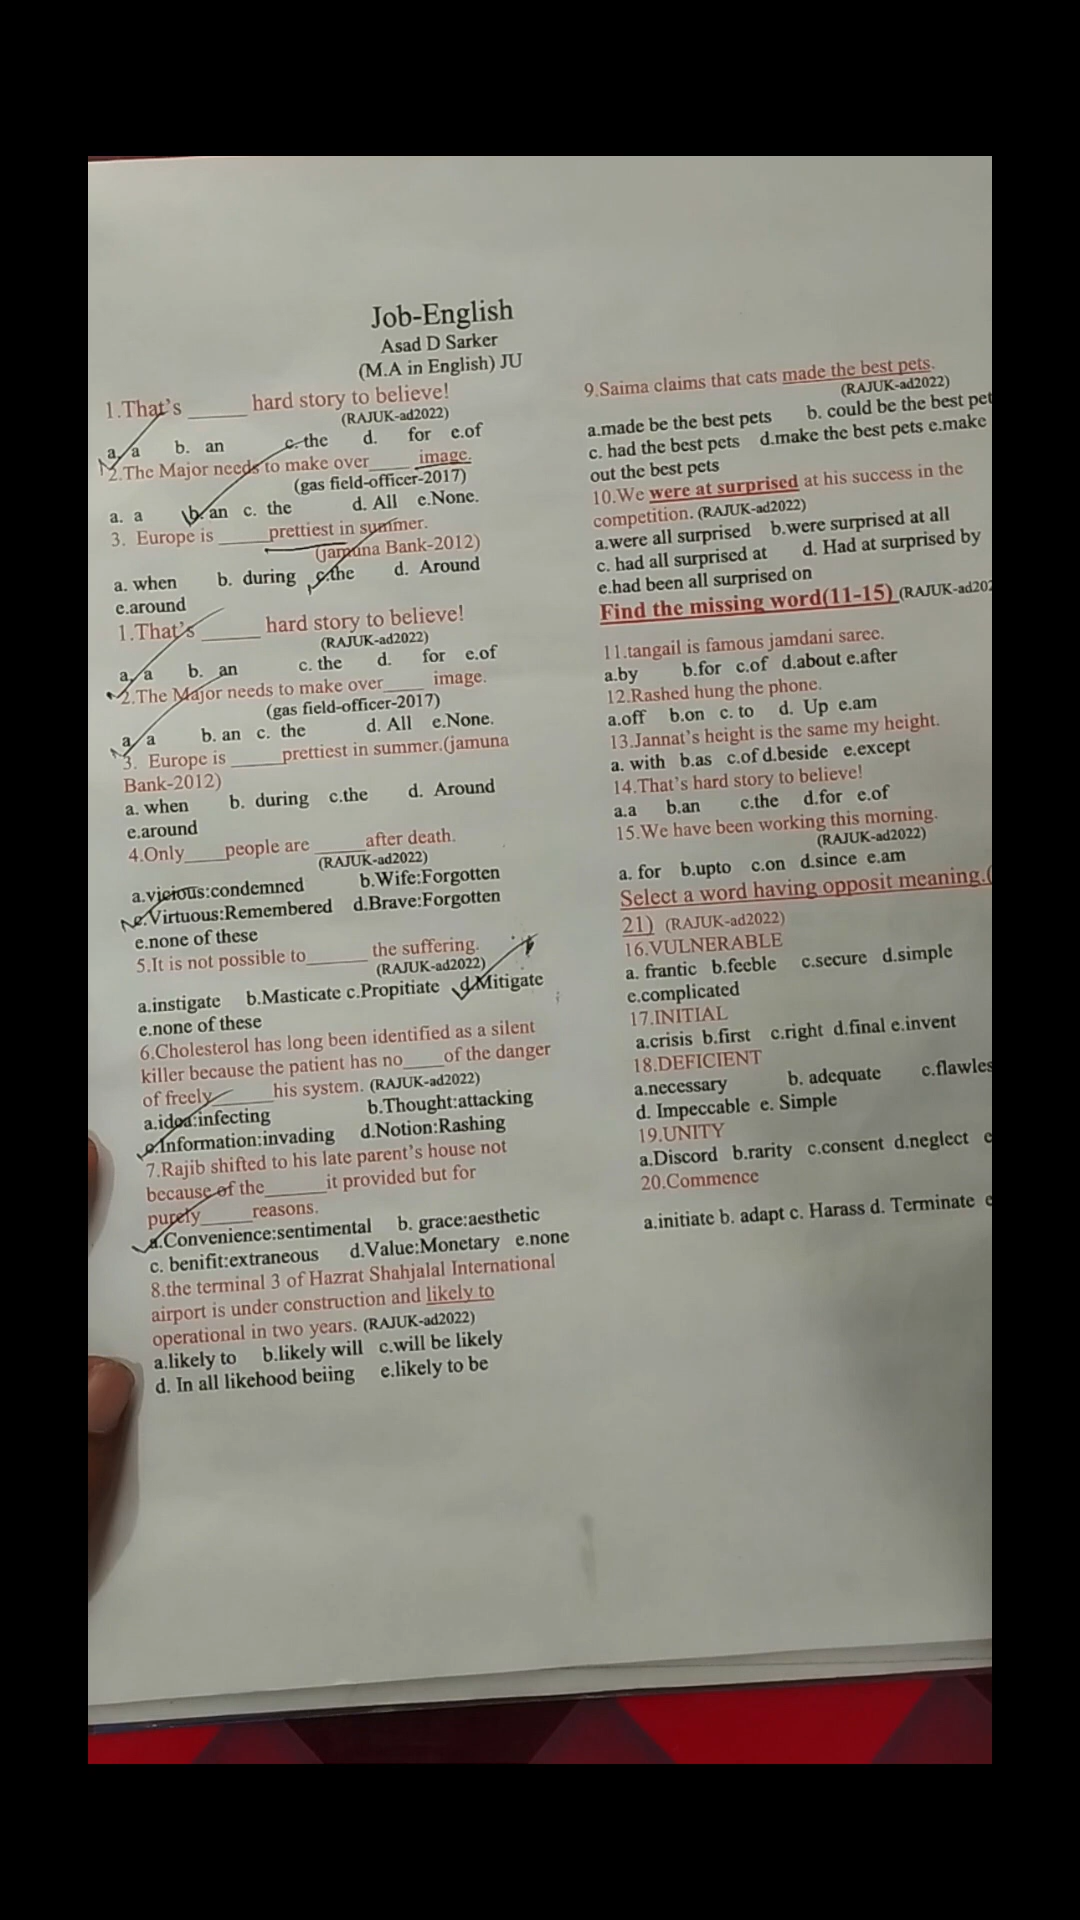 Job-English
Asad D Sarker
(M.A in English) JU
1.That's ______ hard story to believe!
(RAJUK-ad2022)
a. a b. an c. the d. for e.of
2.The Major needs to make over_____ image.
(gas field-officer-2017)
a. a b. an c. the d. All e.None.
3. Europe is _____prettiest in summer.
(jamuna Bank-2012)
a. when b. during c.the d. Around
e.around
1.That's ______ hard story to believe!
(RAJUK-ad2022)
a. a b. an c. the d. for e.of
2.The Major needs to make over_____ image.
(gas field-officer-2017)
a. a b. an c. the d. All e.None.
3. Europe is _____prettiest in summer.(jamuna
Bank-2012)
a. when b. during c.the d. Around
e.around
4.Only____people are _____after death.
(RAJUK-ad2022)
a.vicious:condemned b.Wife:Forgotten
c.Virtuous:Remembered d.Brave:Forgotten
e.none of these
5.It is not possible to______ the suffering.
(RAJUK-ad2022)
a.instigate b.Masticate c.Propitiate d.Mitigate
e.none of these
6.Cholesterol has long been identified as a silent
killer because the patient has no____of the danger
of freely______his system. (RAJUK-ad2022)
a.idea:infecting b.Thought:attacking
c.Information:invading d.Notion:Rashing
7.Rajib shifted to his late parent's house not
because of the______it provided but for
purely_____reasons.
a.Convenience:sentimental b. grace:aesthetic
c. benifit:extraneous d.Value:Monetary e.none
8.the terminal 3 of Hazrat Shahjalal International
airport is under construction and likely to
operational in two years. (RAJUK-ad2022)
a.likely to b.likely will c.will be likely
d. In all likehood beiing e.likely to be
9.Saima claims that cats made the best pets.
(RAJUK-ad2022)
a.made be the best pets b. could be the best pet
c. had the best pets d.make the best pets e.make
out the best pets
10.We were at surprised at his success in the
competition. (RAJUK-ad2022)
a.were all surprised b.were surprised at all
c. had all surprised at d. Had at surprised by
e.had been all surprised on
Find the missing word(11-15) (RAJUK-ad202
11.tangail is famous jamdani saree.
a.by b.for c.of d.about e.after
12.Rashed hung the phone.
a.off b.on c. to d. Up e.am
13.Jannat's height is the same my height.
a. with b.as c.of d.beside e.except
14.That's hard story to believe!
a.a b.an c.the d.for e.of
15.We have been working this morning.
(RAJUK-ad2022)
a. for b.upto c.on d.since e.am
Select a word having opposit meaning.(
21) (RAJUK-ad2022)
16.VULNERABLE
a. frantic b.feeble c.secure d.simple
e.complicated
17.INITIAL
a.crisis b.first c.right d.final e.invent
18.DEFICIENT
a.necessary b. adequate c.flawles
d. Impeccable e. Simple
19.UNITY
a.Discord b.rarity c.consent d.neglect e
20.Commence
a.initiate b. adapt c. Harass d. Terminate e